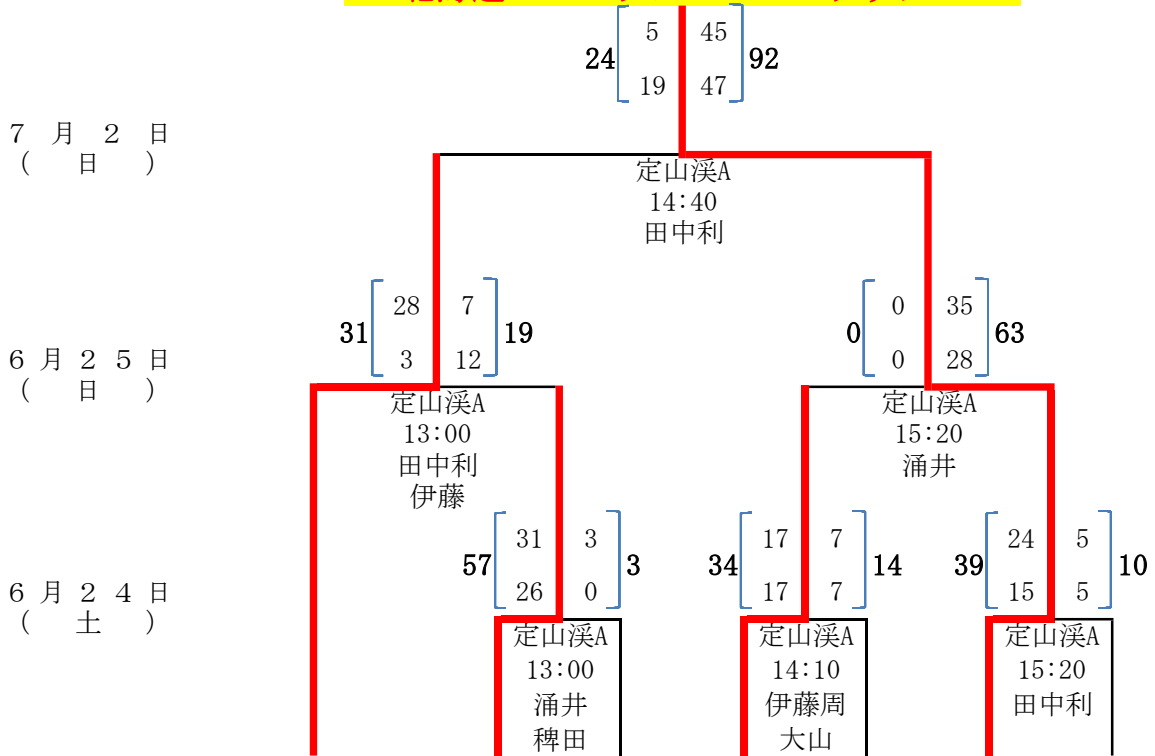 5 45
24 92
19 47
７ 月 ２ 日
( 日 )
定山渓A
14:40
田中利
28 7 0 35
31 19 0 63
3 12 0 28
６月２５日
( 日 )
定山渓A 定山渓A
13:00 15:20
田中利 涌井
伊藤
31 3 17 7 24 5
57 3 34 14 39 10
26 0 17 7 15 5
６月２４日
( 土 )
定山渓A 定山渓A 定山渓A
13:00 14:10 15:20
涌井 伊藤周 田中利
稗田 大山